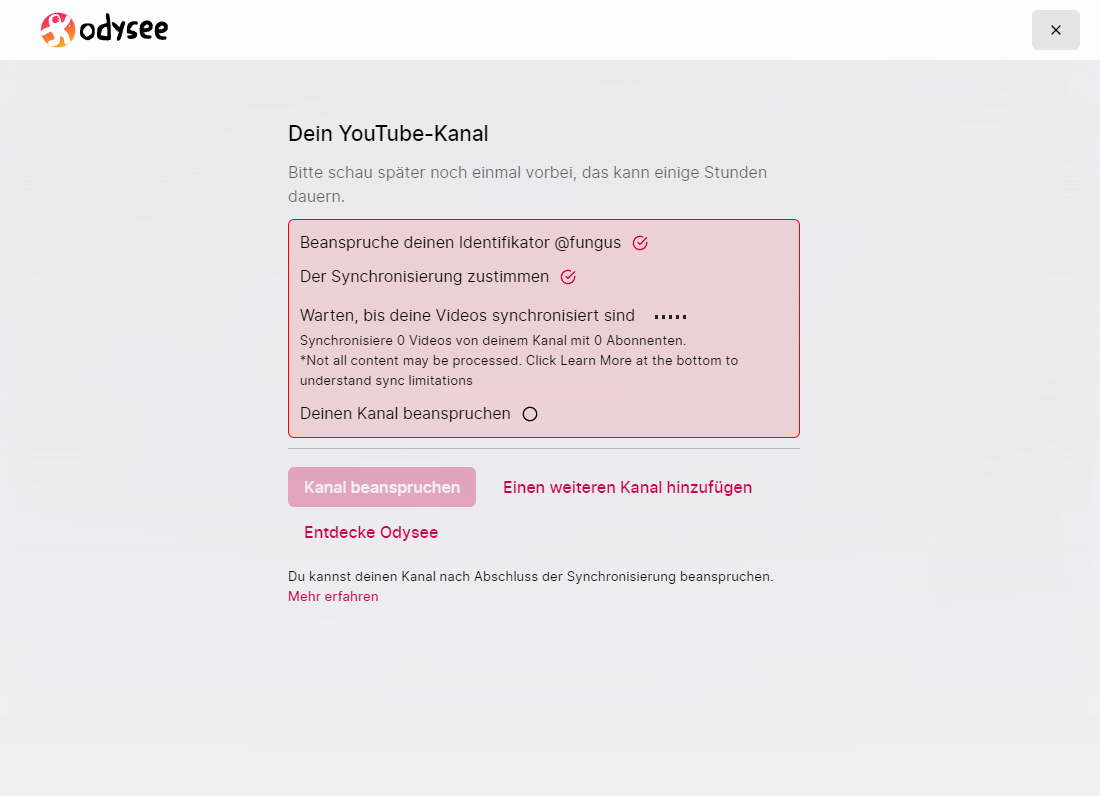 odysee
Dein YouTube-Kanal
Bitte schau später noch einmal vorbei, das kann einige Stunden
dauern.
Beanspruche deinen Identifikator @fungus
Der Synchronisierung zustimmen
Warten, bis deine Videos synchronisiert sind
Synchronisiere 0 Videos von deinem Kanal mit 0 Abonnenten.
*Not all content may be processed. Click Learn More at the bottom to
understand sync limitations
Deinen Kanal beanspruchen
Kanal beanspruchen Einen weiteren Kanal hinzufügen
Entdecke Odysee
Du kannst deinen Kanal nach Abschluss der Synchronisierung beanspruchen.
Mehr erfahren